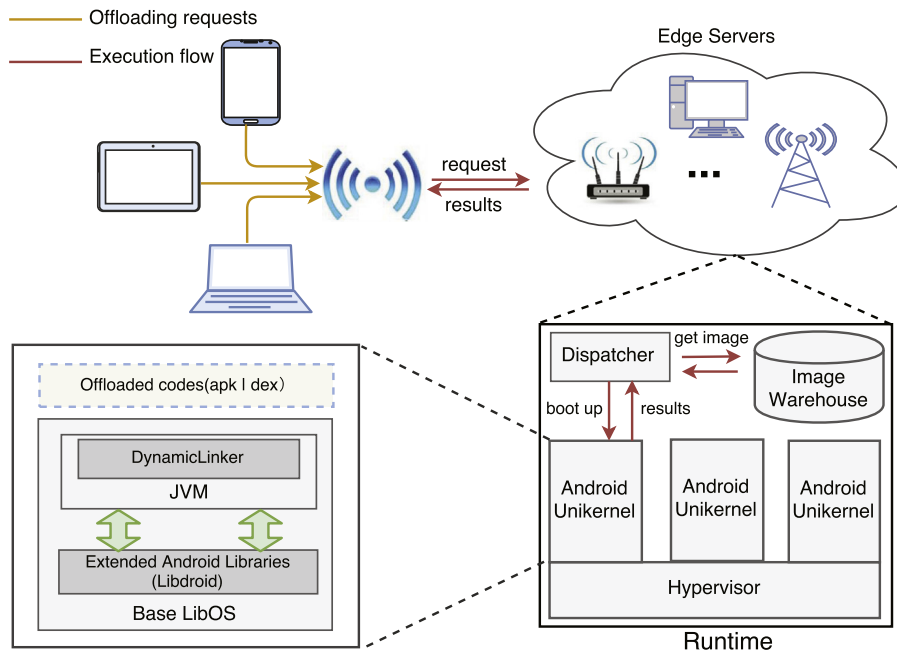 Offloading requests
Execution flow
Edge Servers
request
results
...
Dispatcher
get image
Image
Warehouse
boot up
results
Android
Unikernel
Android
Unikernel
Android
Unikernel
Hypervisor
Runtime
Offloaded codes(apk | dex)
DynamicLinker
JVM
Extended Android Libraries
(Libdroid)
Base LibOS